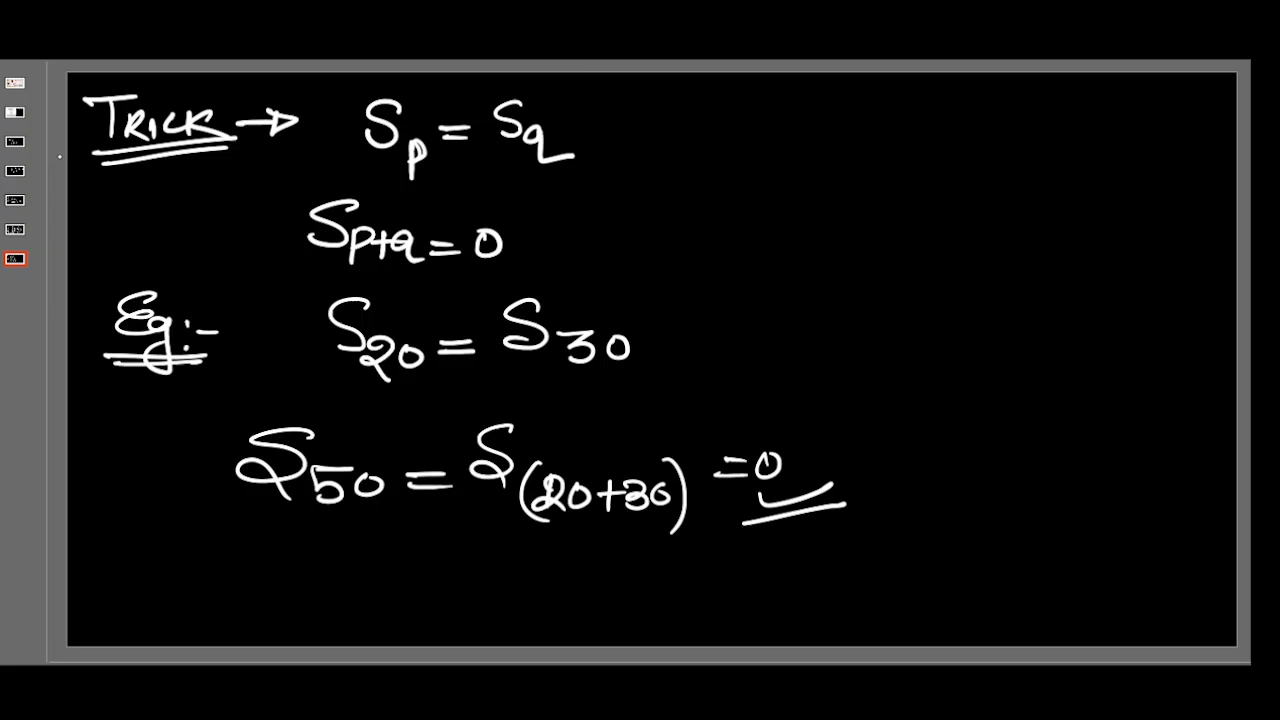 TRICK → Sp = Sq
Sp+q = 0
Eg:- S20 = S30
S50 = S(20+30) = 0